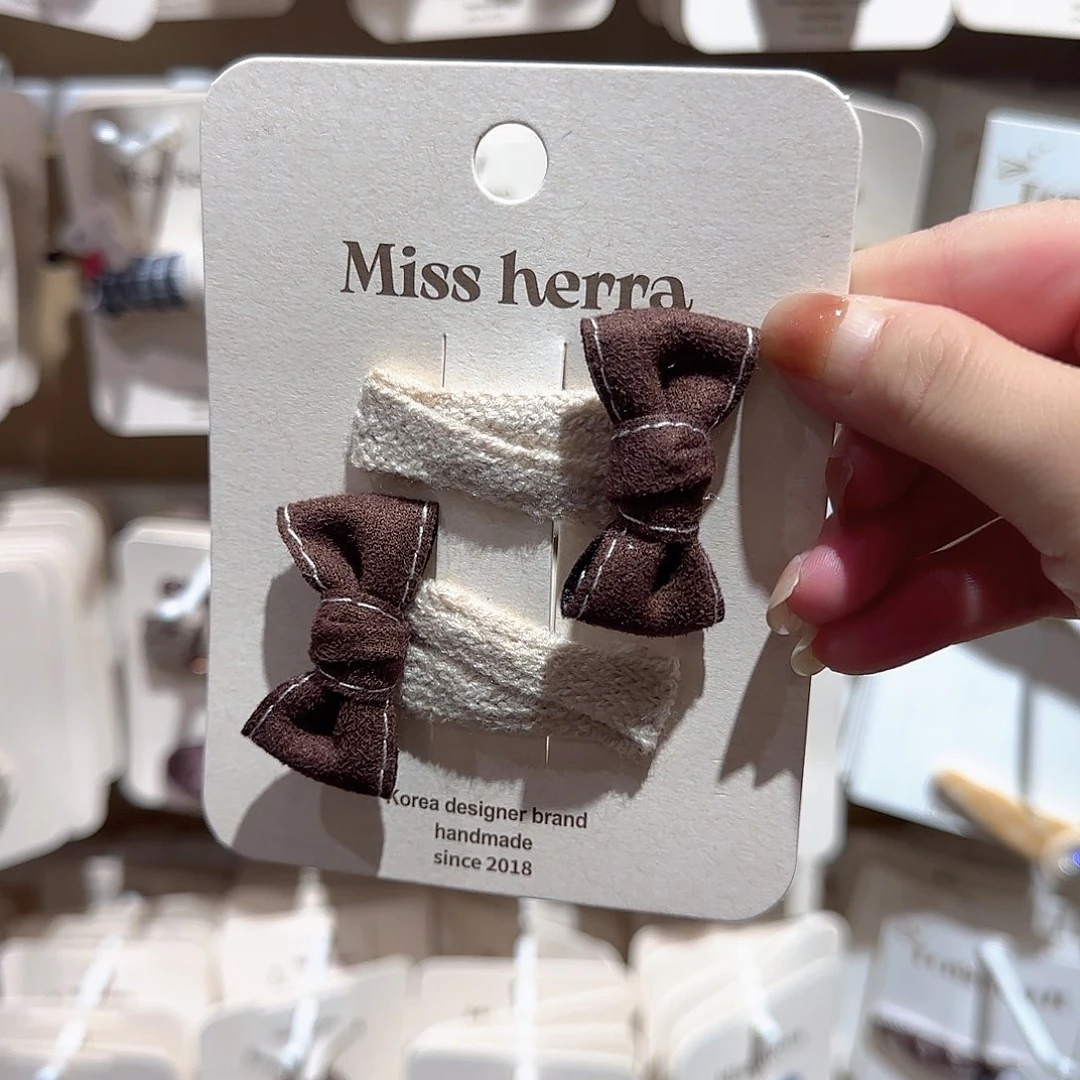 Miss herra
Korea designer brand
handmade
since 2018